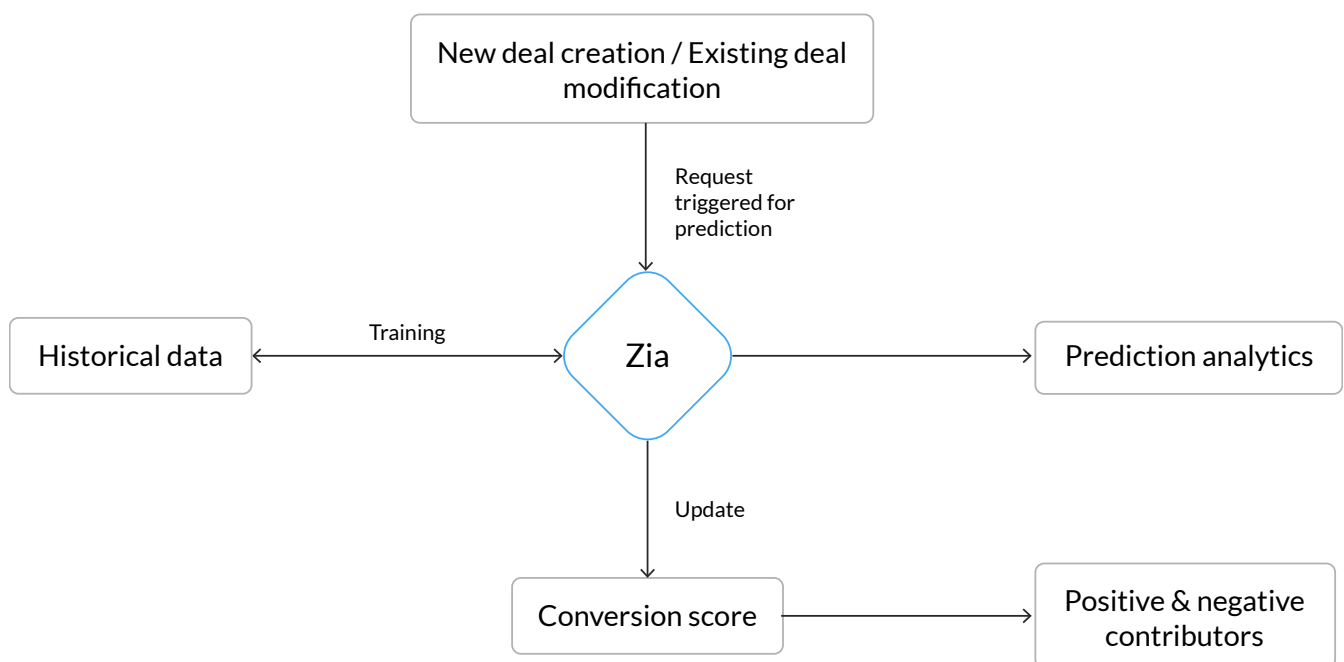 New deal creation / Existing deal
modification
Request
triggered for
prediction
Historical data
Training
Zia
Prediction analytics
Update
Conversion score
Positive & negative
contributors